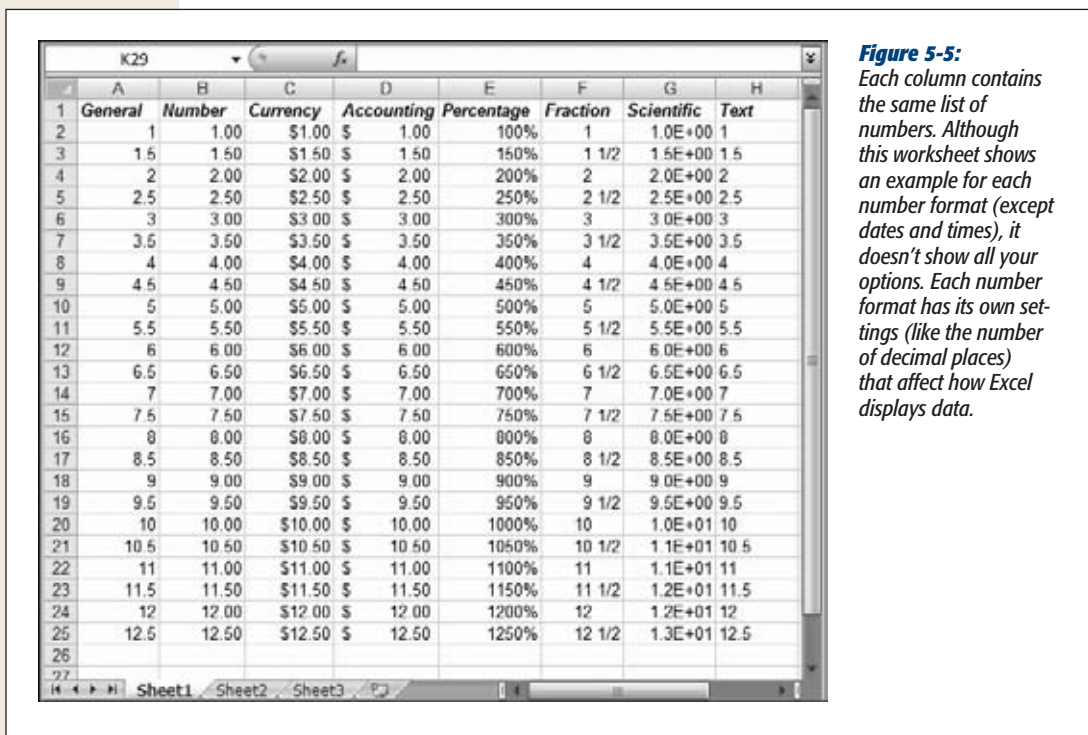 K29
fx
A B C D E F G H
1 General Number Currency Accounting Percentage Fraction Scientific Text
2 1 1.00 $1.00 $ 1.00 100% 1 1.0E+00 1
3 1.5 1.50 $1.50 $ 1.50 150% 1 1/2 1.5E+00 1.5
4 2 2.00 $2.00 $ 2.00 200% 2 2.0E+00 2
5 2.5 2.50 $2.50 $ 2.50 250% 2 1/2 2.5E+00 2.5
6 3 3.00 $3.00 $ 3.00 300% 3 3.0E+00 3
7 3.5 3.50 $3.50 $ 3.50 350% 3 1/2 3.5E+00 3.5
8 4 4.00 $4.00 $ 4.00 400% 4 4.0E+00 4
9 4.5 4.50 $4.50 $ 4.50 450% 4 1/2 4.5E+00 4.5
10 5 5.00 $5.00 $ 5.00 500% 5 5.0E+00 5
11 5.5 5.50 $5.50 $ 5.50 550% 5 1/2 5.5E+00 5.5
12 6 6.00 $6.00 $ 6.00 600% 6 6.0E+00 6
13 6.5 6.50 $6.50 $ 6.50 650% 6 1/2 6.5E+00 6.5
14 7 7.00 $7.00 $ 7.00 700% 7 7.0E+00 7
15 7.5 7.50 $7.50 $ 7.50 750% 7 1/2 7.5E+00 7.5
16 8 8.00 $8.00 $ 8.00 800% 8 8.0E+00 8
17 8.5 8.50 $8.50 $ 8.50 850% 8 1/2 8.5E+00 8.5
18 9 9.00 $9.00 $ 9.00 900% 9 9.0E+00 9
19 9.5 9.50 $9.50 $ 9.50 950% 9 1/2 9.5E+00 9.5
20 10 10.00 $10.00 $ 10.00 1000% 10 1.0E+01 10
21 10.5 10.50 $10.50 $ 10.50 1050% 10 1/2 1.1E+01 10.5
22 11 11.00 $11.00 $ 11.00 1100% 11 1.1E+01 11
23 11.5 11.50 $11.50 $ 11.50 1150% 11 1/2 1.2E+01 11.5
24 12 12.00 $12.00 $ 12.00 1200% 12 1.2E+01 12
25 12.5 12.50 $12.50 $ 12.50 1250% 12 1/2 1.3E+01 12.5
26
27
Sheet1 Sheet2 Sheet3
Figure 5-5:
Each column contains
the same list of
numbers. Although
this worksheet shows
an example for each
number format (except
dates and times), it
doesn't show all your
options. Each number
format has its own set-
tings (like the number
of decimal places)
that affect how Excel
displays data.